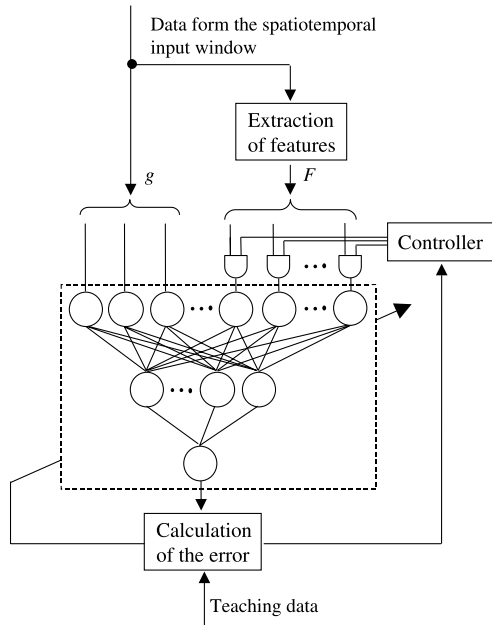 Data form the spatiotemporal
input window
Extraction
of features
g
F
Controller
Calculation
of the error
Teaching data